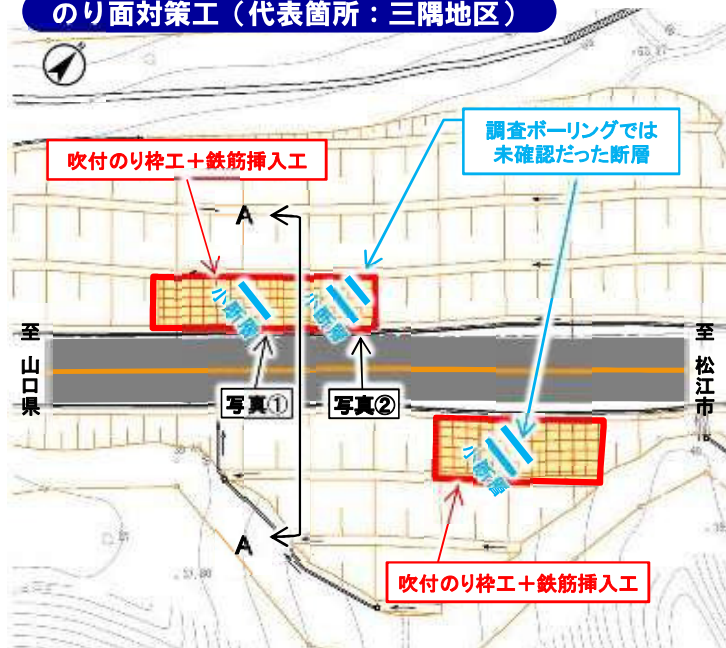 のり面対策工（代表箇所：三隅地区）
調査ボーリングでは
未確認だった断層
吹付のり枠工＋鉄筋挿入工
A
小断層
小断層
至 山口県
至 松江市
写真①
写真②
小断層
A
吹付のり枠工＋鉄筋挿入工